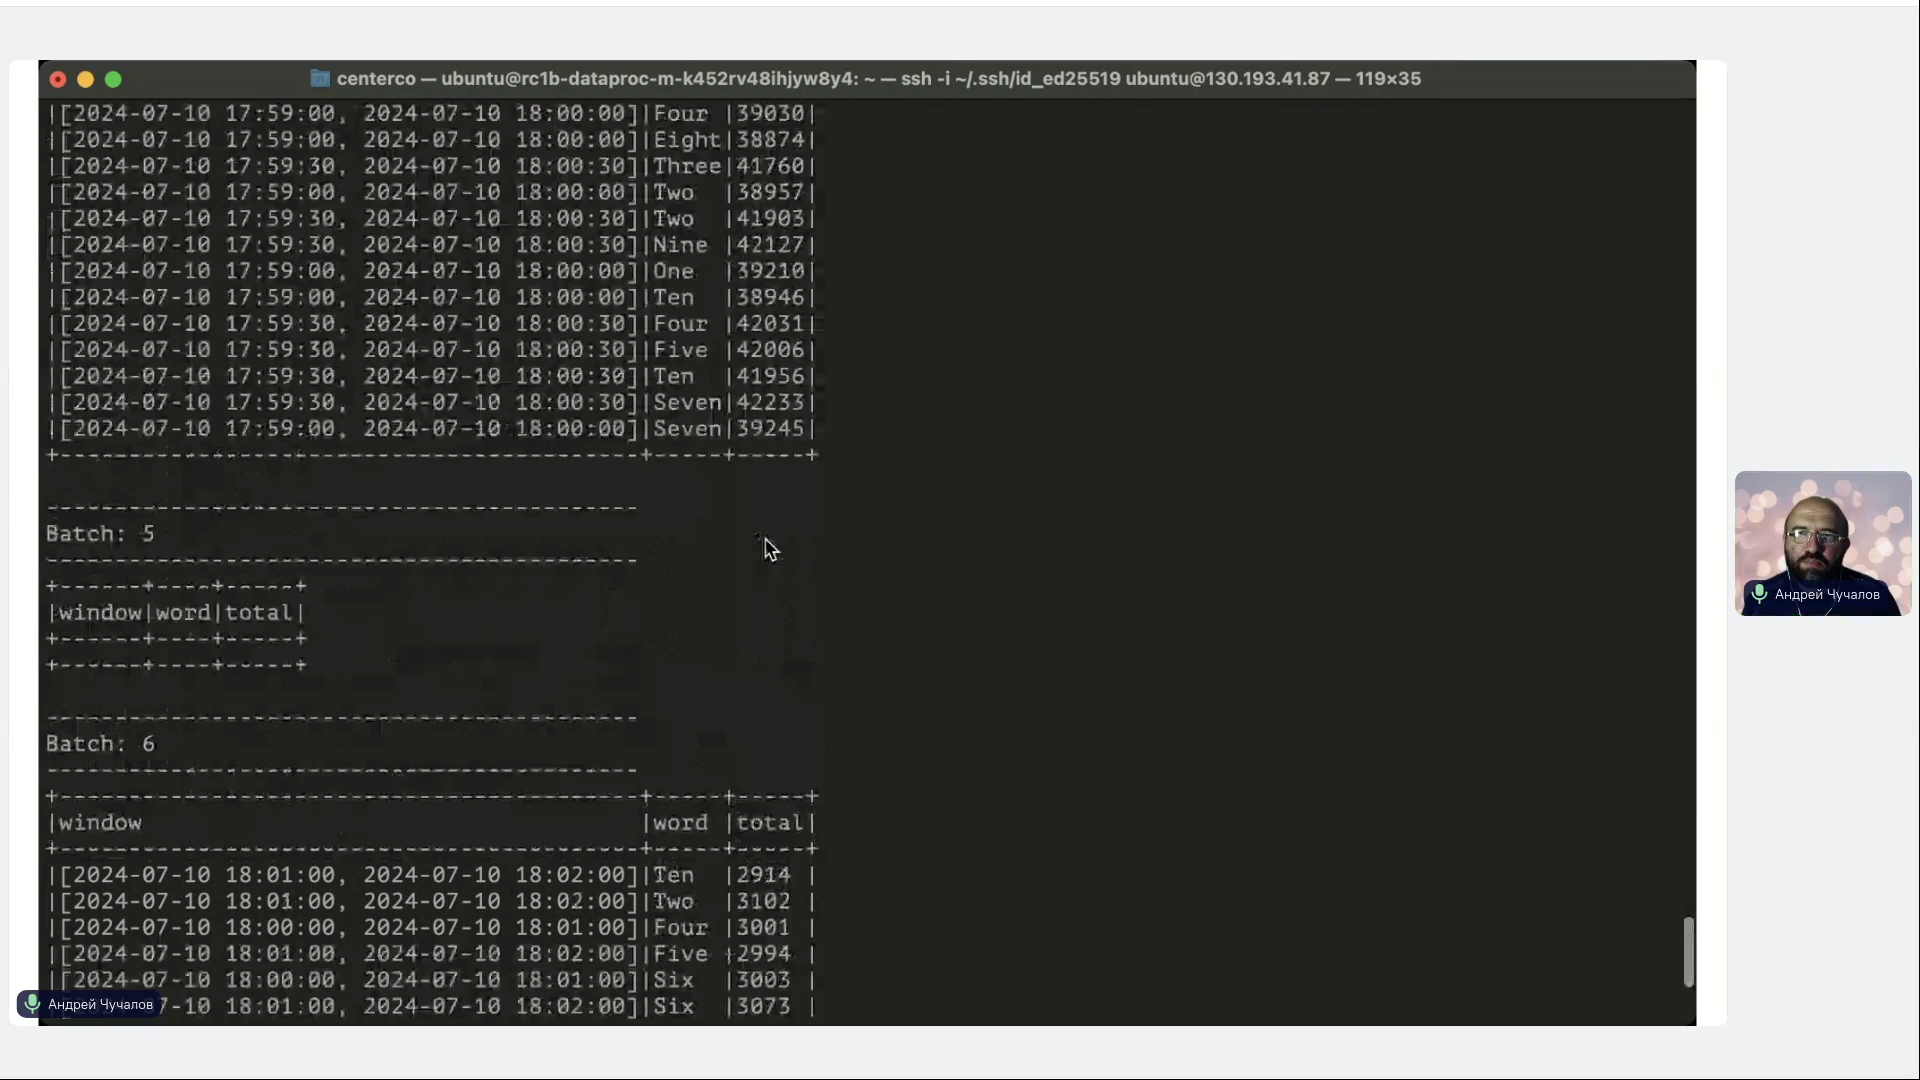 centerco — ubuntu@rc1b-dataproc-m-k452rv48ihjyw8y4: ~ — ssh -i ~/.ssh/id_ed25519 ubuntu@130.193.41.87 — 119×35
|[2024-07-10 17:59:00, 2024-07-10 18:00:00]|Four |39030|
|[2024-07-10 17:59:00, 2024-07-10 18:00:00]|Eight|38874|
|[2024-07-10 17:59:30, 2024-07-10 18:00:30]|Three|41760|
|[2024-07-10 17:59:00, 2024-07-10 18:00:00]|Two  |38957|
|[2024-07-10 17:59:30, 2024-07-10 18:00:30]|Two  |41903|
|[2024-07-10 17:59:30, 2024-07-10 18:00:30]|Nine |42127|
|[2024-07-10 17:59:00, 2024-07-10 18:00:00]|One  |39210|
|[2024-07-10 17:59:00, 2024-07-10 18:00:00]|Ten  |38946|
|[2024-07-10 17:59:30, 2024-07-10 18:00:30]|Four |42031|
|[2024-07-10 17:59:30, 2024-07-10 18:00:30]|Five |42006|
|[2024-07-10 17:59:30, 2024-07-10 18:00:30]|Ten  |41956|
|[2024-07-10 17:59:30, 2024-07-10 18:00:30]|Seven|42233|
|[2024-07-10 17:59:00, 2024-07-10 18:00:00]|Seven|39245|
+------------------------------------------+-----+-----+
-------------------------------------------
Batch: 5
-------------------------------------------
+------+----+-----+
|window|word|total|
+------+----+-----+
+------+----+-----+
-------------------------------------------
Batch: 6
-------------------------------------------
+------------------------------------------+-----+-----+
|window                                    |word |total|
+------------------------------------------+-----+-----+
|[2024-07-10 18:01:00, 2024-07-10 18:02:00]|Ten  |2914 |
|[2024-07-10 18:01:00, 2024-07-10 18:02:00]|Two  |3102 |
|[2024-07-10 18:00:00, 2024-07-10 18:01:00]|Four |3001 |
|[2024-07-10 18:01:00, 2024-07-10 18:02:00]|Five |2994 |
|[2024-07-10 18:00:00, 2024-07-10 18:01:00]|Six  |3003 |
7-10 18:01:00, 2024-07-10 18:02:00]|Six  |3073 |
Андрей Чучалов
Андрей Чучалов